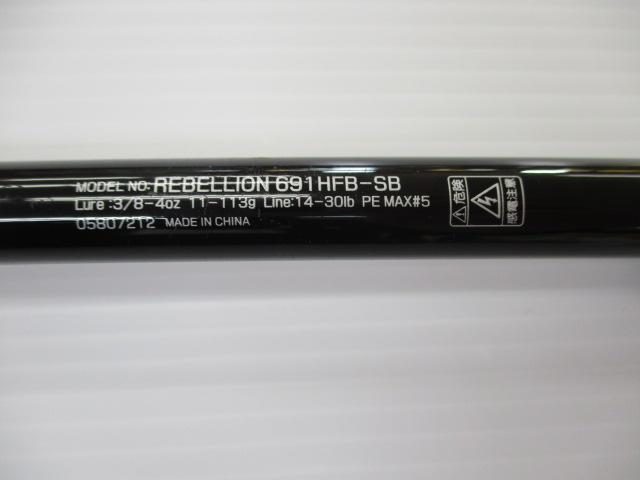 MODEL NO: REBELLION 691HFB-SB
Lure :3/8-4oz 11-113g Line:14-30lb PE MAX#5
05807212 MADE IN CHINA
危険
感電注意